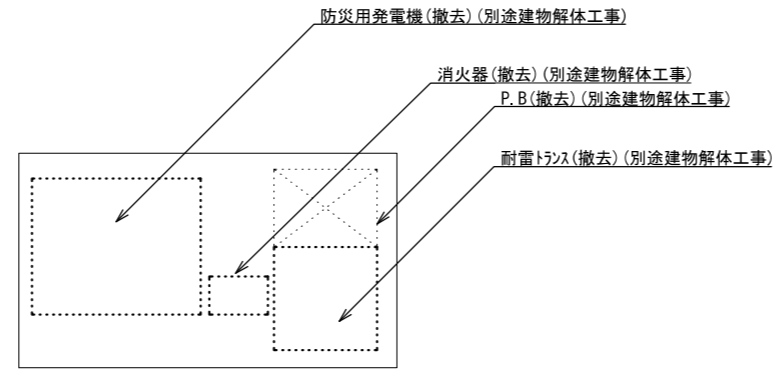 防災用発電機(撤去)(別途建物解体工事)
消火器(撤去)(別途建物解体工事)
P.B(撤去)(別途建物解体工事)
耐雷ﾄﾗﾝｽ(撤去)(別途建物解体工事)